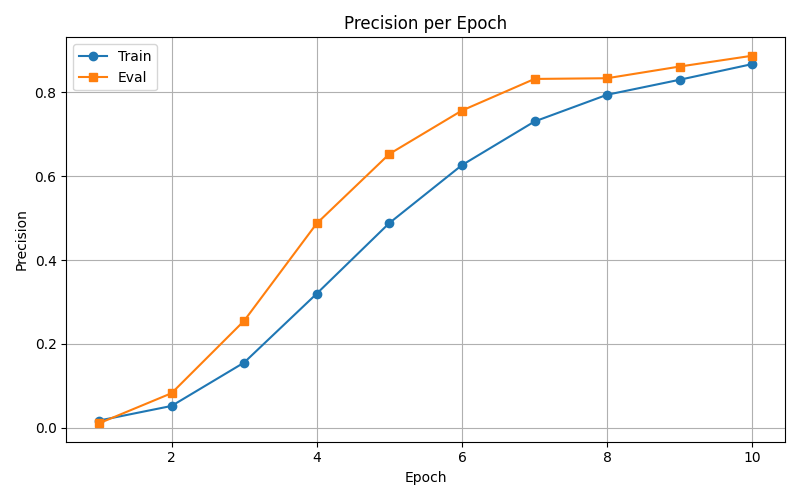 Precision per Epoch
Train
Eval
Precision
0.8
0.6
0.4
0.2
0.0
2 4 6 8 10
Epoch